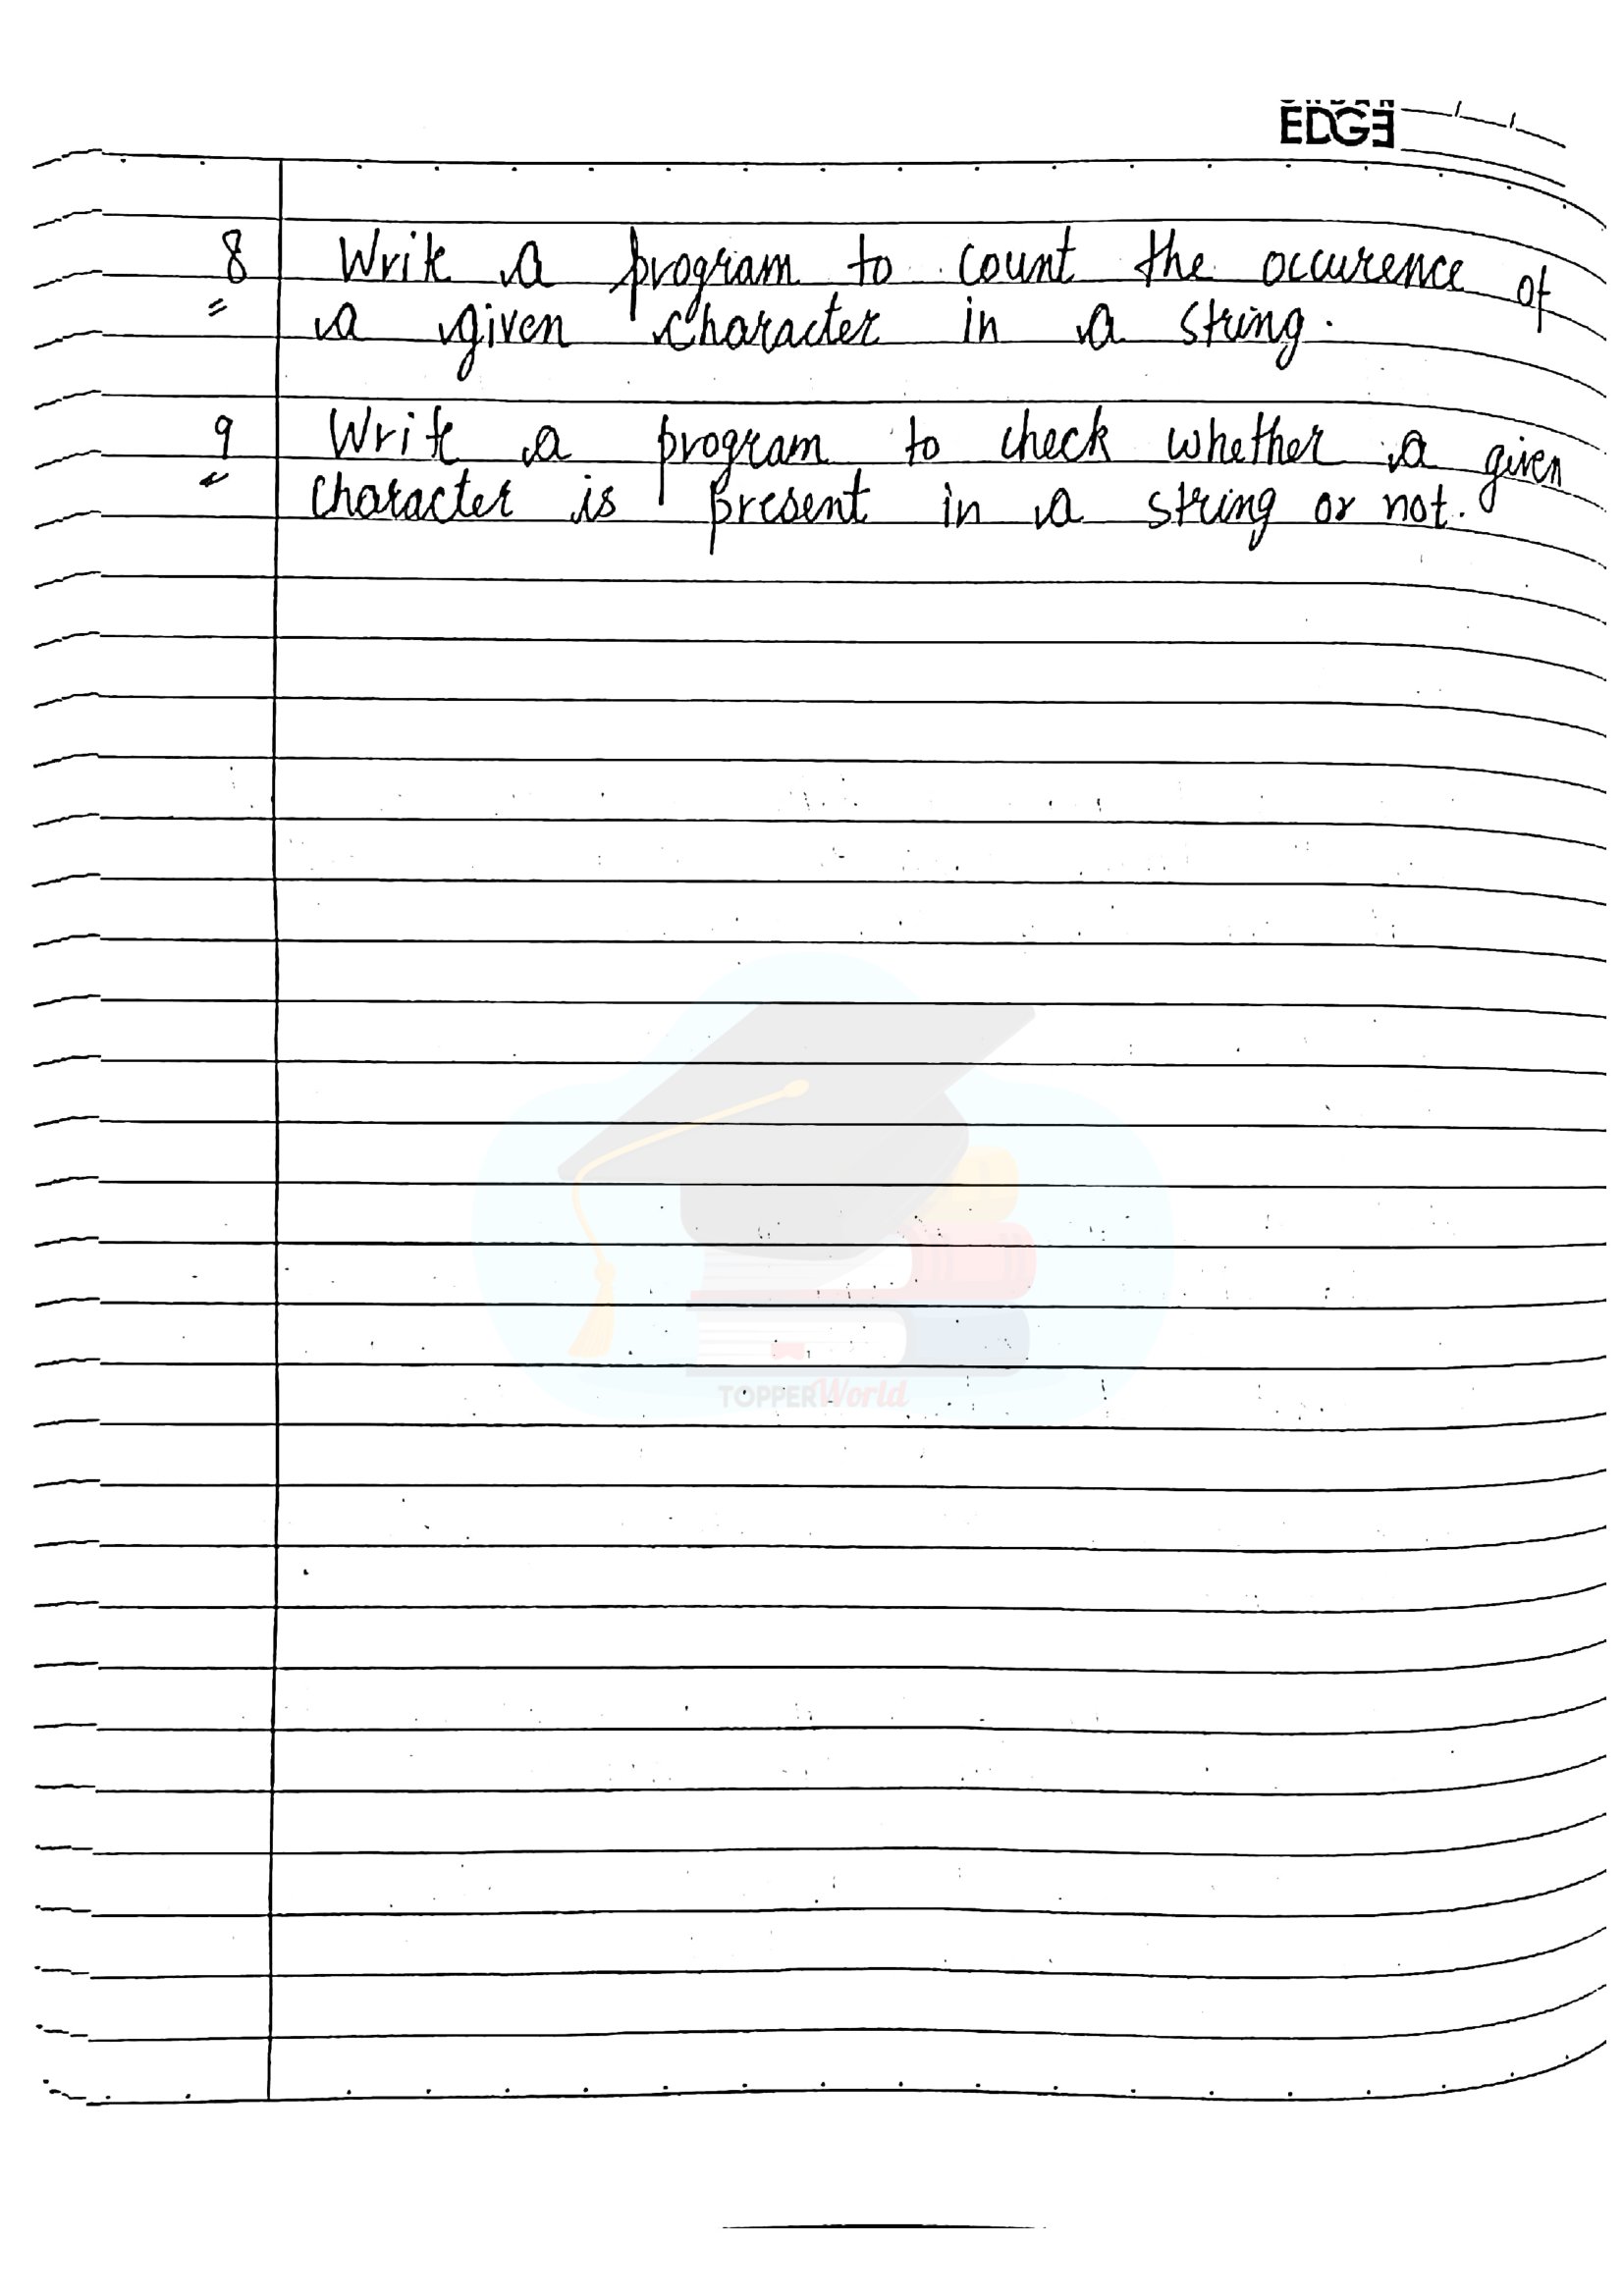 EDGE
8 Write a program to count the occurence of
a given character in a string.
9 Write a program to check whether a given
character is present in a string or not.
TOPPERWorld